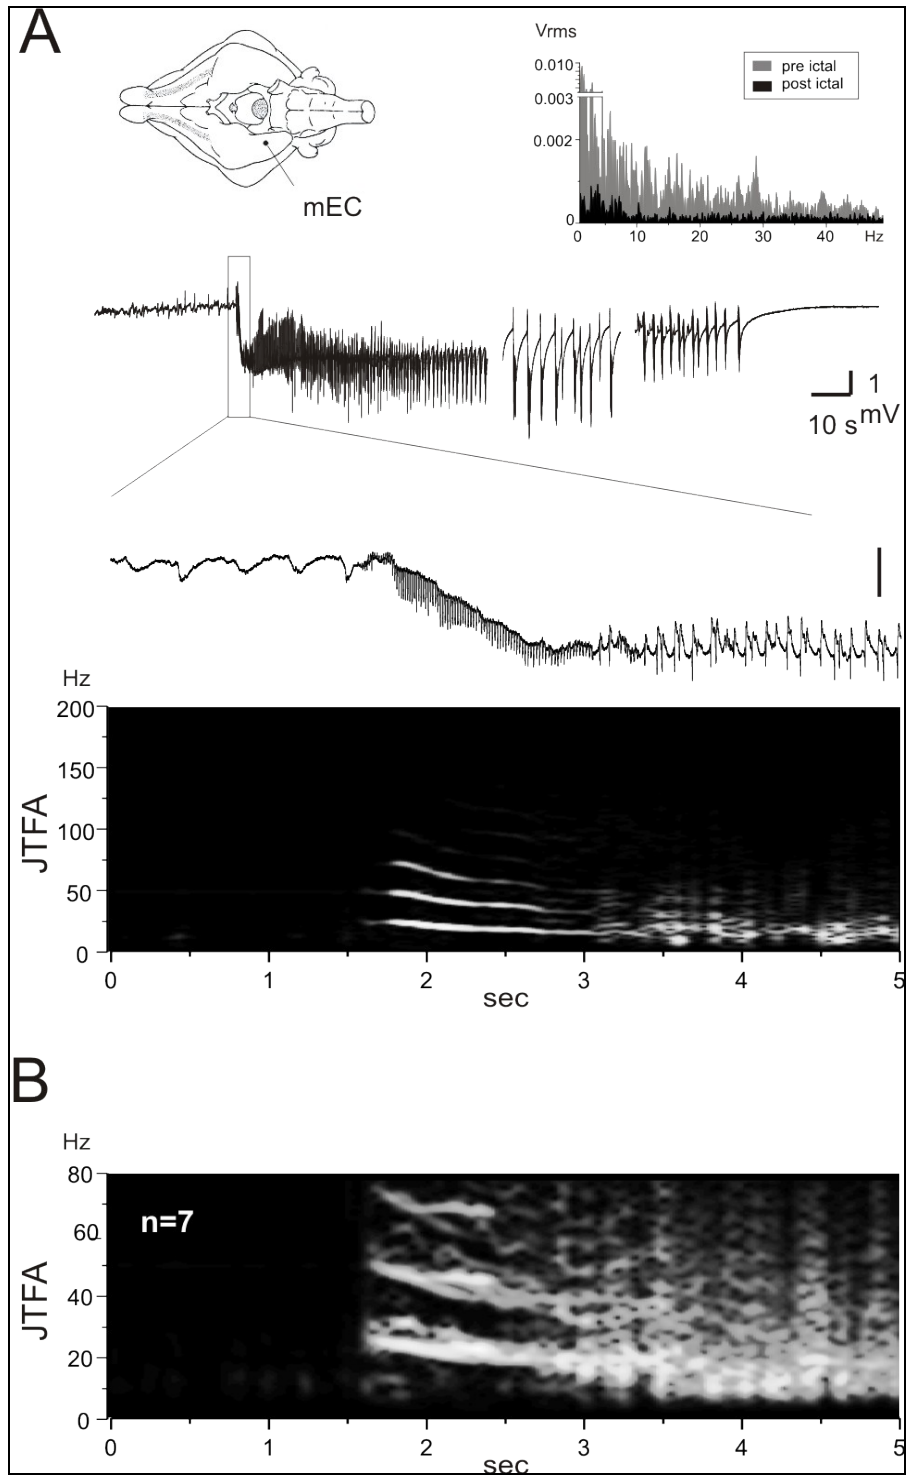 A
Vrms
0.010
0.003
0.002
0
0 10 20 30 40 Hz
pre ictal
post ictal
mEC
1
mV
10 s
Hz
200
150
100
50
0
JTFA
0 1 2 3 4 5
sec
B
Hz
80
60
40
20
0
JTFA
n=7
0 1 2 3 4 5
sec